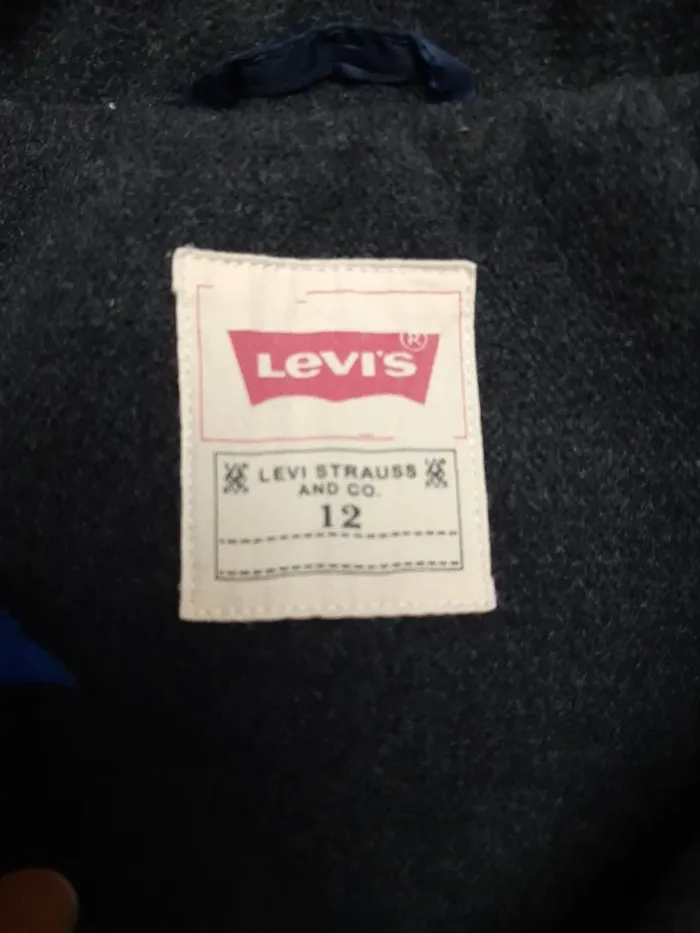 LEVI'S®
LEVI STRAUSS
AND CO.
12